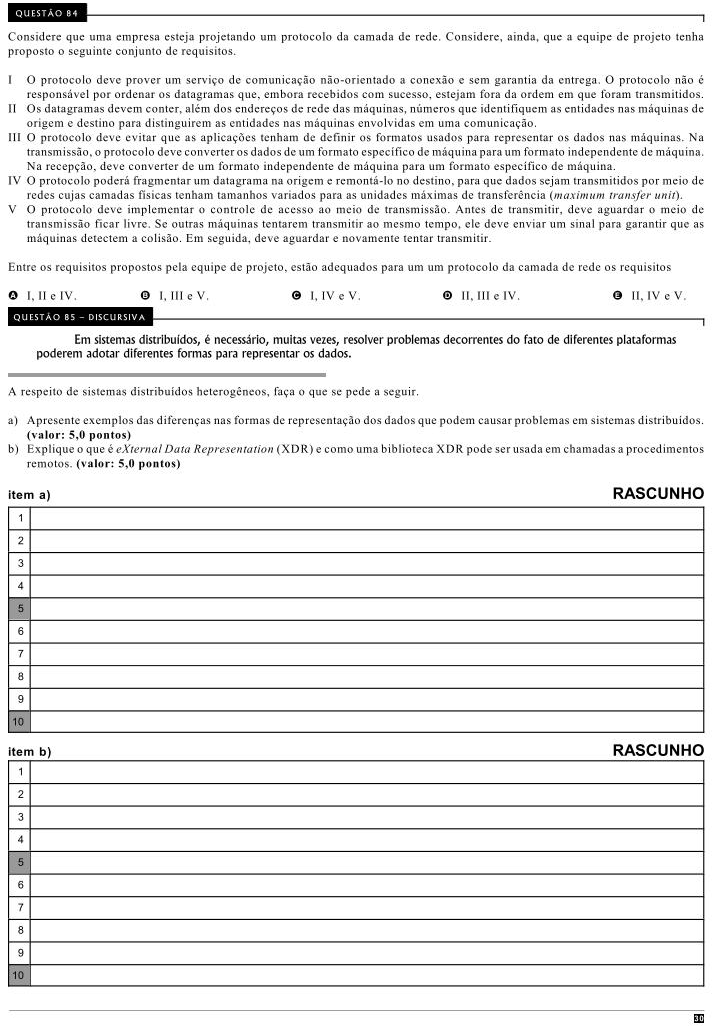 QUESTÃO 84
Considere que uma empresa esteja projetando um protocolo da camada de rede. Considere, ainda, que a equipe de projeto tenha
proposto o seguinte conjunto de requisitos.
I O protocolo deve prover um serviço de comunicação não-orientado a conexão e sem garantia da entrega. O protocolo não é
responsável por ordenar os datagramas que, embora recebidos com sucesso, estejam fora da ordem em que foram transmitidos.
II Os datagramas devem conter, além dos endereços de rede das máquinas, números que identifiquem as entidades nas máquinas de
origem e destino para distinguirem as entidades nas máquinas envolvidas em uma comunicação.
III O protocolo deve evitar que as aplicações tenham de definir os formatos usados para representar os dados nas máquinas. Na
transmissão, o protocolo deve converter os dados de um formato específico de máquina para um formato independente de máquina.
Na recepção, deve converter de um formato independente de máquina para um formato específico de máquina.
IV O protocolo poderá fragmentar um datagrama na origem e remontá-lo no destino, para que dados sejam transmitidos por meio de
redes cujas camadas físicas tenham tamanhos variados para as unidades máximas de transferência (maximum transfer unit).
V O protocolo deve implementar o controle de acesso ao meio de transmissão. Antes de transmitir, deve aguardar o meio de
transmissão ficar livre. Se outras máquinas tentarem transmitir ao mesmo tempo, ele deve enviar um sinal para garantir que as
máquinas detectem a colisão. Em seguida, deve aguardar e novamente tentar transmitir.
Entre os requisitos propostos pela equipe de projeto, estão adequados para um um protocolo da camada de rede os requisitos
A I, II e IV. B I, III e V. C I, IV e V. D II, III e IV. E II, IV e V.
QUESTÃO 85 – DISCURSIVA
Em sistemas distribuídos, é necessário, muitas vezes, resolver problemas decorrentes do fato de diferentes plataformas
poderem adotar diferentes formas para representar os dados.
A respeito de sistemas distribuídos heterogêneos, faça o que se pede a seguir.
a) Apresente exemplos das diferenças nas formas de representação dos dados que podem causar problemas em sistemas distribuídos.
(valor: 5,0 pontos)
b) Explique o que é eXternal Data Representation (XDR) e como uma biblioteca XDR pode ser usada em chamadas a procedimentos
remotos. (valor: 5,0 pontos)
item a) RASCUNHO
1
2
3
4
5
6
7
8
9
10
item b) RASCUNHO
1
2
3
4
5
6
7
8
9
10
30